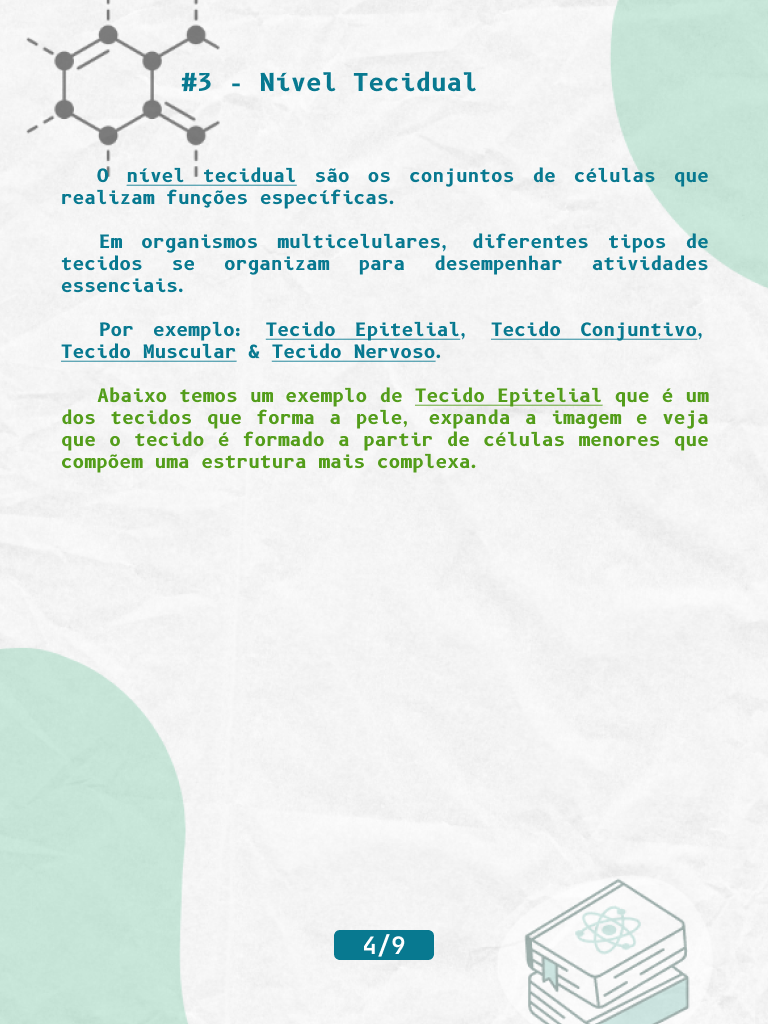 #3 - Nível Tecidual
O nível tecidual são os conjuntos de células que
realizam funções específicas.
Em organismos multicelulares, diferentes tipos de
tecidos se organizam para desempenhar atividades
essenciais.
Por exemplo: Tecido Epitelial, Tecido Conjuntivo,
Tecido Muscular & Tecido Nervoso.
Abaixo temos um exemplo de Tecido Epitelial que é um
dos tecidos que forma a pele, expanda a imagem e veja
que o tecido é formado a partir de células menores que
compõem uma estrutura mais complexa.
4/9